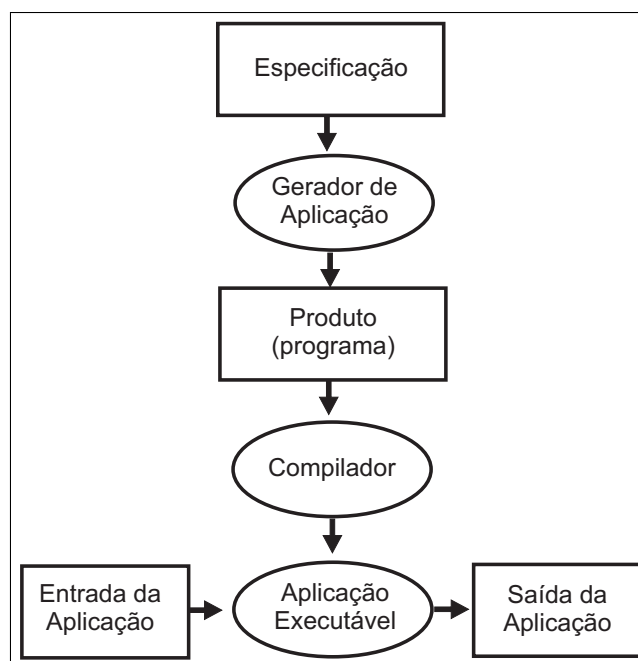 Especificação
Gerador de
Aplicação
Produto
(programa)
Compilador
Entrada da
Aplicação
Aplicação
Executável
Saída da
Aplicação